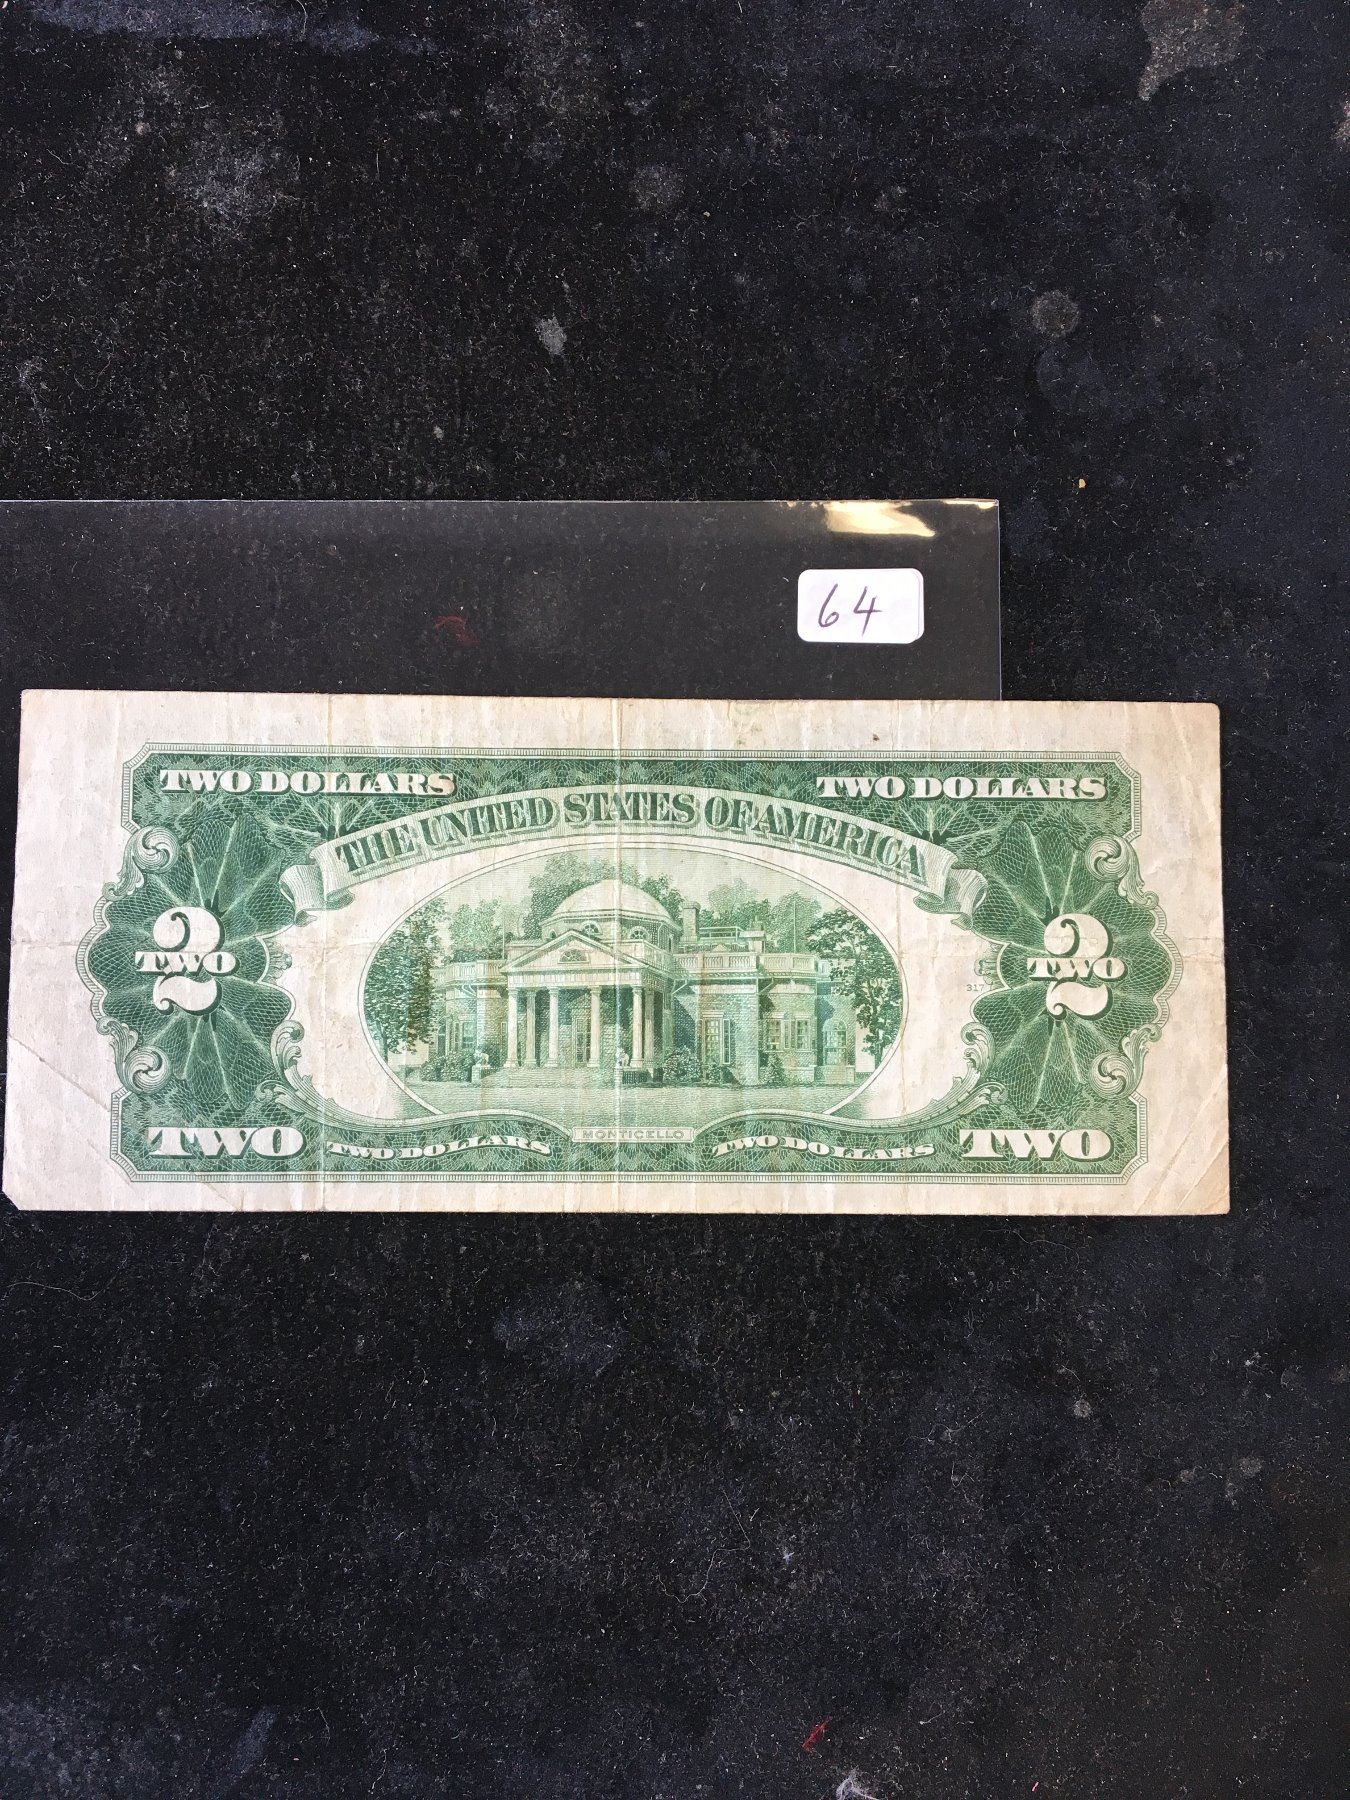 64
TWO DOLLARS TWO DOLLARS
THE UNITED STATES OF AMERICA
2 2
TWO TWO
317
TWO TWO DOLLARS MONTICELLO TWO DOLLARS TWO